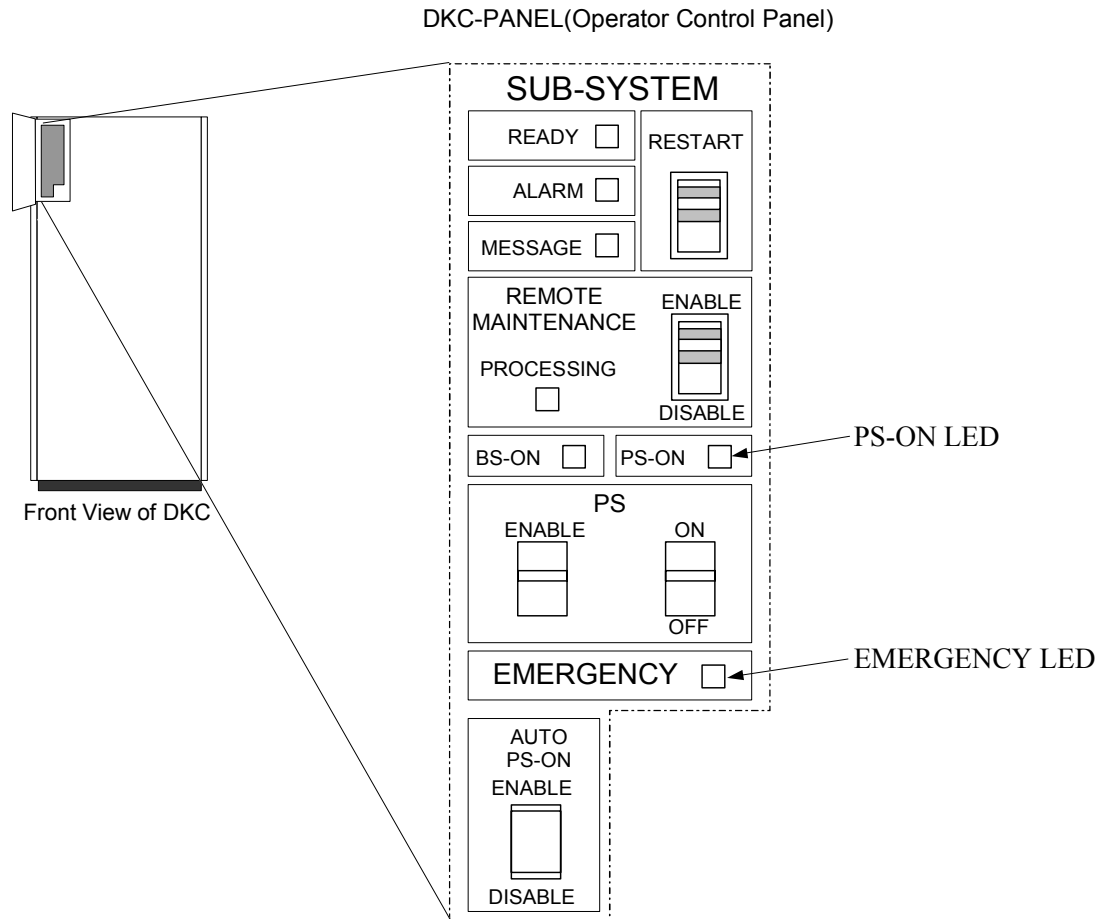 DKC-PANEL(Operator Control Panel)
SUB-SYSTEM
READY
RESTART
ALARM
MESSAGE
REMOTE
MAINTENANCE
ENABLE
PROCESSING
DISABLE
BS-ON
PS-ON
PS-ON LED
Front View of DKC
PS
ENABLE
ON
OFF
EMERGENCY
EMERGENCY LED
AUTO
PS-ON
ENABLE
DISABLE